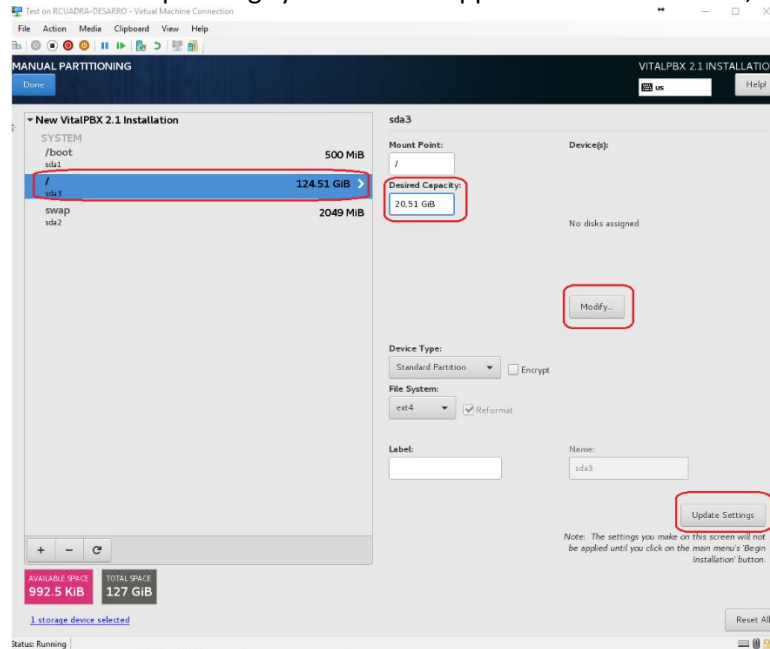 Test on RCUADRA-DESARRO - Virtual Machine Connection
File Action Media Clipboard View Help
MANUAL PARTITIONING
VITALPBX 2.1 INSTALLATIO
Done
us
Help!
New VitalPBX 2.1 Installation
SYSTEM
/boot
500 MiB
sda1
/
124.51 GiB
sda3
swap
2049 MiB
sda2
sda3
Mount Point:
Device(s):
/
Desired Capacity:
20,51 GiB
No disks assigned
Modify...
Device Type:
Standard Partition
Encrypt
File System:
ext4
Reformat
Label:
Name:
sda3
Update Settings
Note: The settings you make on this screen will not
be applied until you click on the main menu's 'Begin
Installation' button.
+ −
AVAILABLE SPACE
992.5 KiB
TOTAL SPACE
127 GiB
1 storage device selected
Reset All
Status: Running